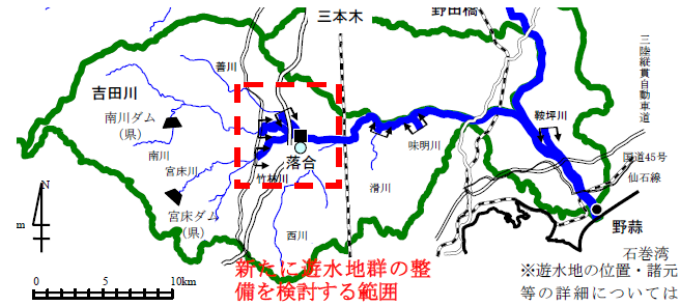 三本木
野田橋
三陸縦貫自動車道
善川
吉田川
南川ダム
(県)
鞍坪川
味明川
南川
落合
国道45号
仙石線
宮床川
竹林川
滑川
N
宮床ダム
(県)
西川
野蒜
m
石巻湾
新たに遊水地群の整
備を検討する範囲
※遊水地の位置・諸元
等の詳細については
0 5 10km